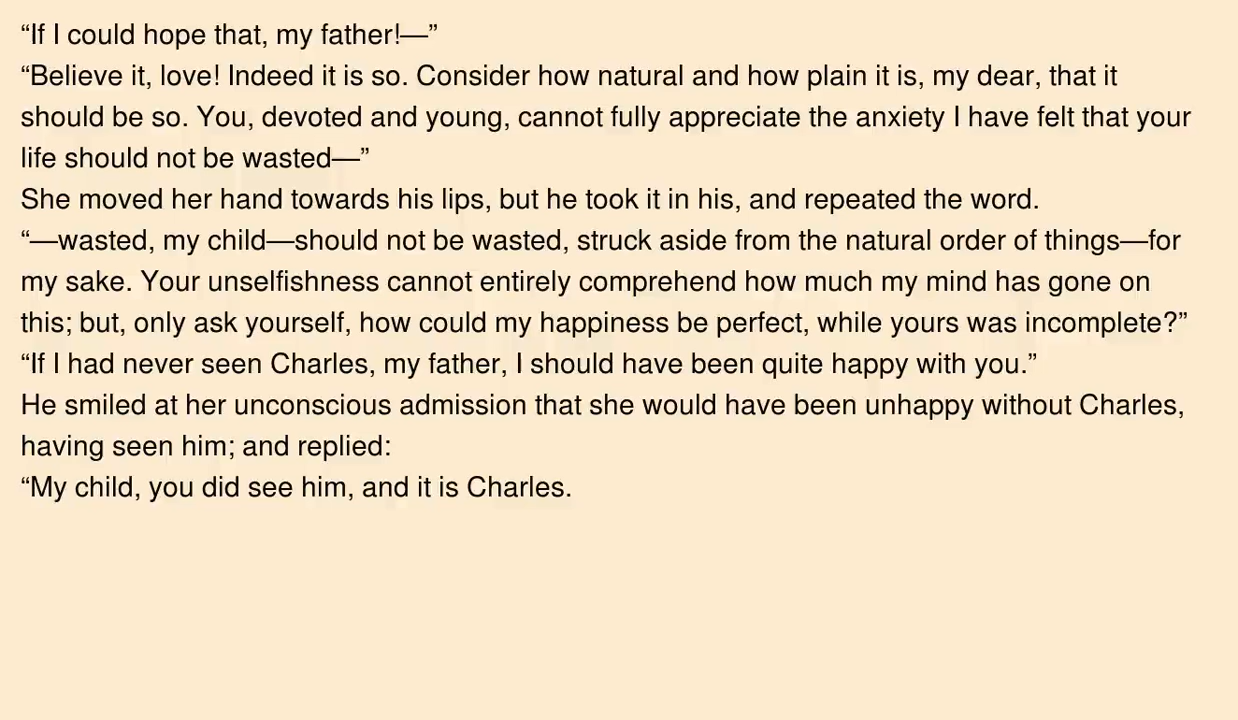 “If I could hope that, my father!—”
“Believe it, love! Indeed it is so. Consider how natural and how plain it is, my dear, that it
should be so. You, devoted and young, cannot fully appreciate the anxiety I have felt that your
life should not be wasted—”
She moved her hand towards his lips, but he took it in his, and repeated the word.
“—wasted, my child—should not be wasted, struck aside from the natural order of things—for
my sake. Your unselfishness cannot entirely comprehend how much my mind has gone on
this; but, only ask yourself, how could my happiness be perfect, while yours was incomplete?”
“If I had never seen Charles, my father, I should have been quite happy with you.”
He smiled at her unconscious admission that she would have been unhappy without Charles,
having seen him; and replied:
“My child, you did see him, and it is Charles.